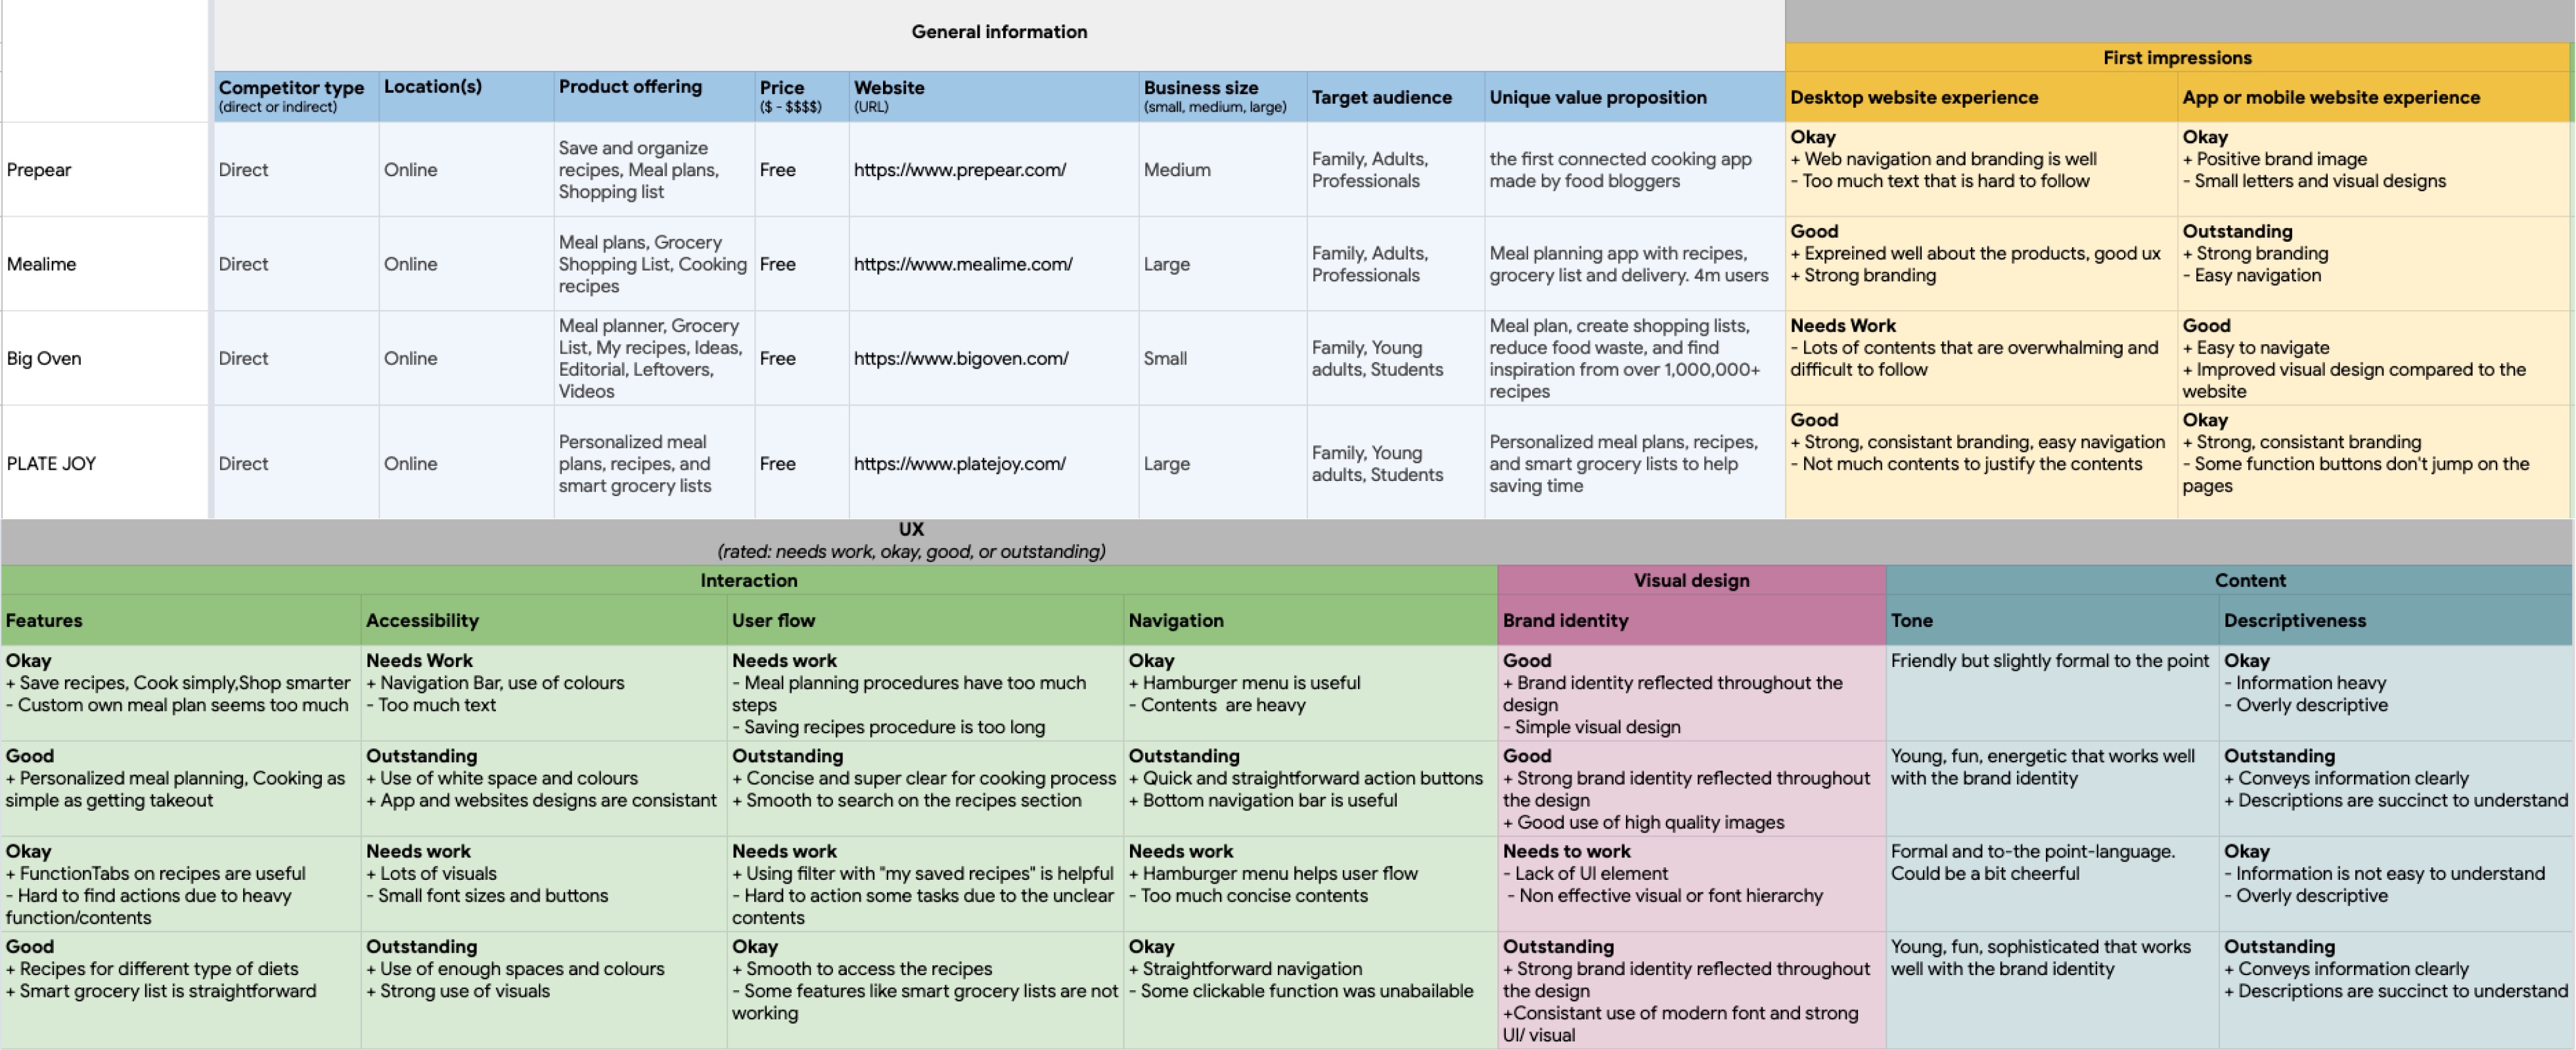 General information
First impressions
Competitor type
(direct or indirect)
Location(s)
Product offering
Price
($ - $$$$)
Website
(URL)
Business size
(small, medium, large)
Target audience
Unique value proposition
Desktop website experience
App or mobile website experience
Prepear
Direct
Online
Save and organize
recipes, Meal plans,
Shopping list
Free
https://www.prepear.com/
Medium
Family, Adults,
Professionals
the first connected cooking app
made by food bloggers
Okay
+ Web navigation and branding is well
- Too much text that is hard to follow
Okay
+ Positive brand image
- Small letters and visual designs
Mealime
Direct
Online
Meal plans, Grocery
Shopping List, Cooking
recipes
Free
https://www.mealime.com/
Large
Family, Adults,
Professionals
Meal planning app with recipes,
grocery list and delivery. 4m users
Good
+ Expreined well about the products, good ux
+ Strong branding
Outstanding
+ Strong branding
- Easy navigation
Big Oven
Direct
Online
Meal planner, Grocery
List, My recipes, Ideas,
Editorial, Leftovers,
Videos
Free
https://www.bigoven.com/
Small
Family, Young
adults, Students
Meal plan, create shopping lists,
reduce food waste, and find
inspiration from over 1,000,000+
recipes
Needs Work
- Lots of contents that are overwhalming and
difficult to follow
Good
+ Easy to navigate
+ Improved visual design compared to the
website
PLATE JOY
Direct
Online
Personalized meal
plans, recipes, and
smart grocery lists
Free
https://www.platejoy.com/
Large
Family, Young
adults, Students
Personalized meal plans, recipes,
and smart grocery lists to help
saving time
Good
+ Strong, consistant branding, easy navigation
- Not much contents to justify the contents
Okay
+ Strong, consistant branding
- Some function buttons don't jump on the
pages
UX
(rated: needs work, okay, good, or outstanding)
Interaction
Visual design
Content
Features
Accessibility
User flow
Navigation
Brand identity
Tone
Descriptiveness
Okay
+ Save recipes, Cook simply,Shop smarter
- Custom own meal plan seems too much
Needs Work
+ Navigation Bar, use of colours
- Too much text
Needs work
- Meal planning procedures have too much
steps
- Saving recipes procedure is too long
Okay
+ Hamburger menu is useful
- Contents  are heavy
Good
+ Brand identity reflected throughout the
design
- Simple visual design
Friendly but slightly formal to the point
Okay
- Information heavy
- Overly descriptive
Good
+ Personalized meal planning, Cooking as
simple as getting takeout
Outstanding
+ Use of white space and colours
+ App and websites designs are consistant
Outstanding
+ Concise and super clear for cooking process
+ Smooth to search on the recipes section
Outstanding
+ Quick and straightforward action buttons
+ Bottom navigation bar is useful
Good
+ Strong brand identity reflected throughout
the design
+ Good use of high quality images
Young, fun, energetic that works well
with the brand identity
Outstanding
+ Conveys information clearly
+ Descriptions are succinct to understand
Okay
+ FunctionTabs on recipes are useful
- Hard to find actions due to heavy
function/contents
Needs work
+ Lots of visuals
- Small font sizes and buttons
Needs work
+ Using filter with "my saved recipes" is helpful
- Hard to action some tasks due to the unclear
contents
Needs work
+ Hamburger menu helps user flow
- Too much concise contents
Needs to work
- Lack of UI element
- Non effective visual or font hierarchy
Formal and to-the point-language.
Could be a bit cheerful
Okay
- Information is not easy to understand
- Overly descriptive
Good
+ Recipes for different type of diets
+ Smart grocery list is straightforward
Outstanding
+ Use of enough spaces and colours
+ Strong use of visuals
Okay
+ Smooth to access the recipes
- Some features like smart grocery lists are not
working
Okay
+ Straightforward navigation
- Some clickable function was unabailable
Outstanding
+ Strong brand identity reflected throughout
the design
+Consistant use of modern font and strong
UI/ visual
Young, fun, sophisticated that works
well with the brand identity
Outstanding
+ Conveys information clearly
+ Descriptions are succinct to understand